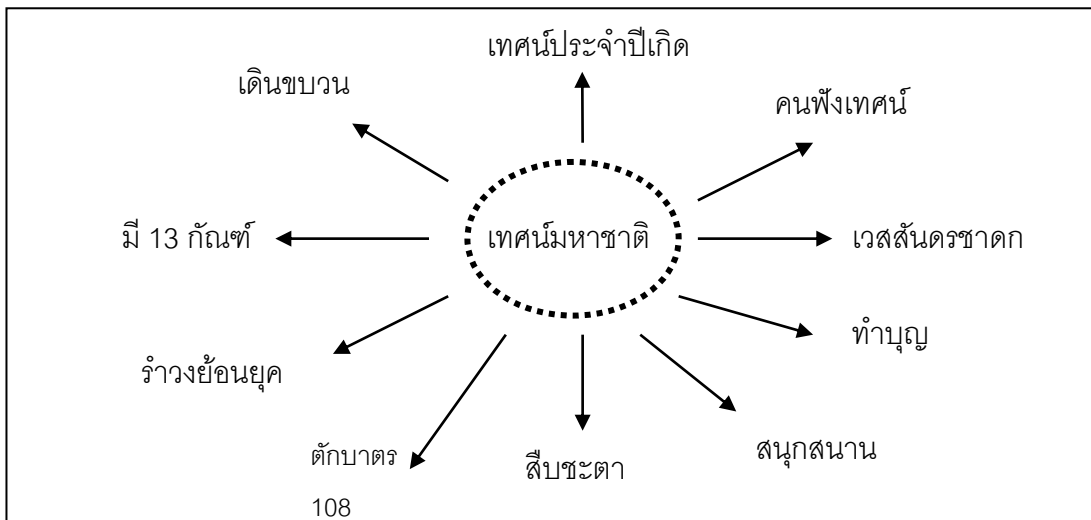 เทศน์ประจำปีเกิด
เดินขบวน
คนฟังเทศน์
มี 13 กัณฑ์
เทศน์มหาชาติ
เวสสันดรชาดก
รำวงย้อนยุค
ทำบุญ
ตักบาตร
108
สืบชะตา
สนุกสนาน